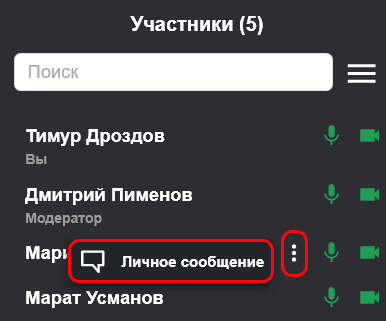 Участники (5)
Поиск
Тимур Дроздов
Вы
Дмитрий Пименов
Модератор
Личное сообщение
Марат Усманов